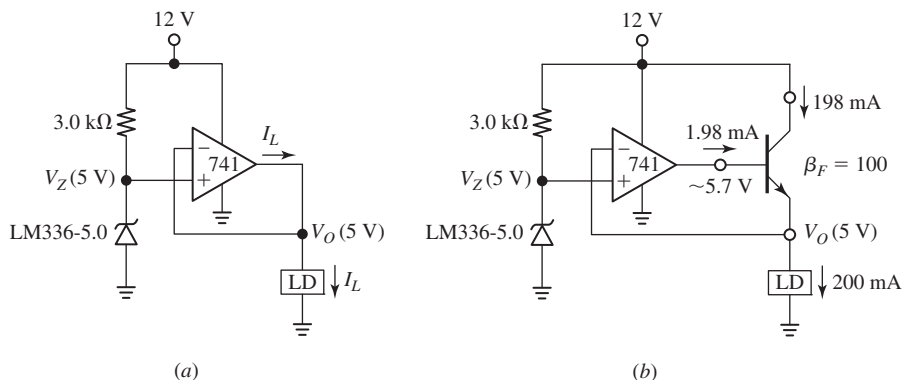 12 V
3.0 kΩ
I_L
741
−
+
V_Z (5 V)
LM336-5.0
V_O (5 V)
LD
I_L
(a)
12 V
198 mA
3.0 kΩ
1.98 mA
741
−
+
β_F = 100
V_Z (5 V)
~5.7 V
LM336-5.0
V_O (5 V)
LD
200 mA
(b)